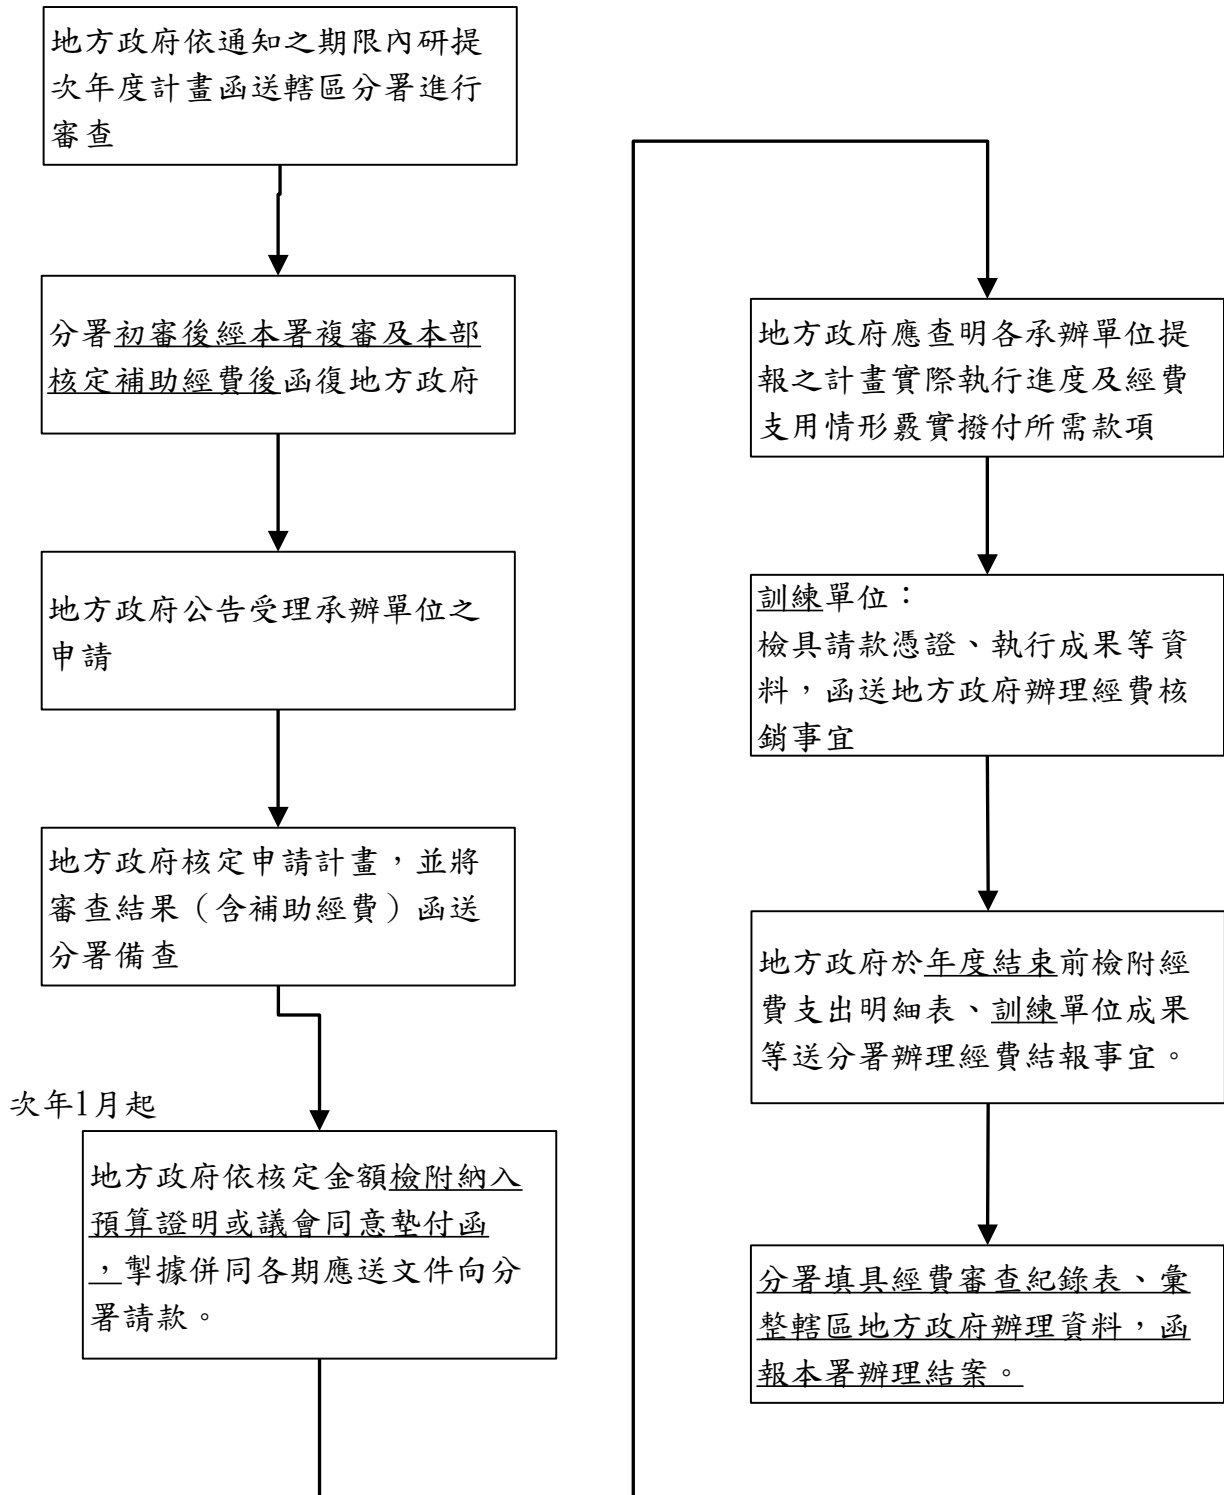 地方政府依通知之期限內研提
次年度計畫函送轄區分署進行
審查
分署初審後經本署複審及本部
核定補助經費後函復地方政府
地方政府公告受理承辦單位之
申請
地方政府核定申請計畫，並將
審查結果（含補助經費）函送
分署備查
次年1月起
地方政府依核定金額檢附納入
預算證明或議會同意墊付函
，掣據併同各期應送文件向分
署請款。
地方政府應查明各承辦單位提
報之計畫實際執行進度及經費
支用情形覈實撥付所需款項
訓練單位：
檢具請款憑證、執行成果等資
料，函送地方政府辦理經費核
銷事宜
地方政府於年度結束前檢附經
費支出明細表、訓練單位成果
等送分署辦理經費結報事宜。
分署填具經費審查紀錄表、彙
整轄區地方政府辦理資料，函
報本署辦理結案。